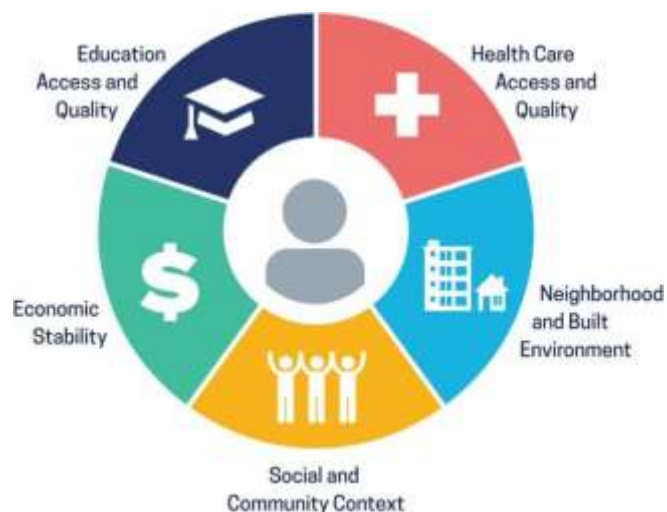 Education
Access and
Quality
Health Care
Access and
Quality
Economic
Stability
$
Neighborhood
and Built
Environment
Social and
Community Context